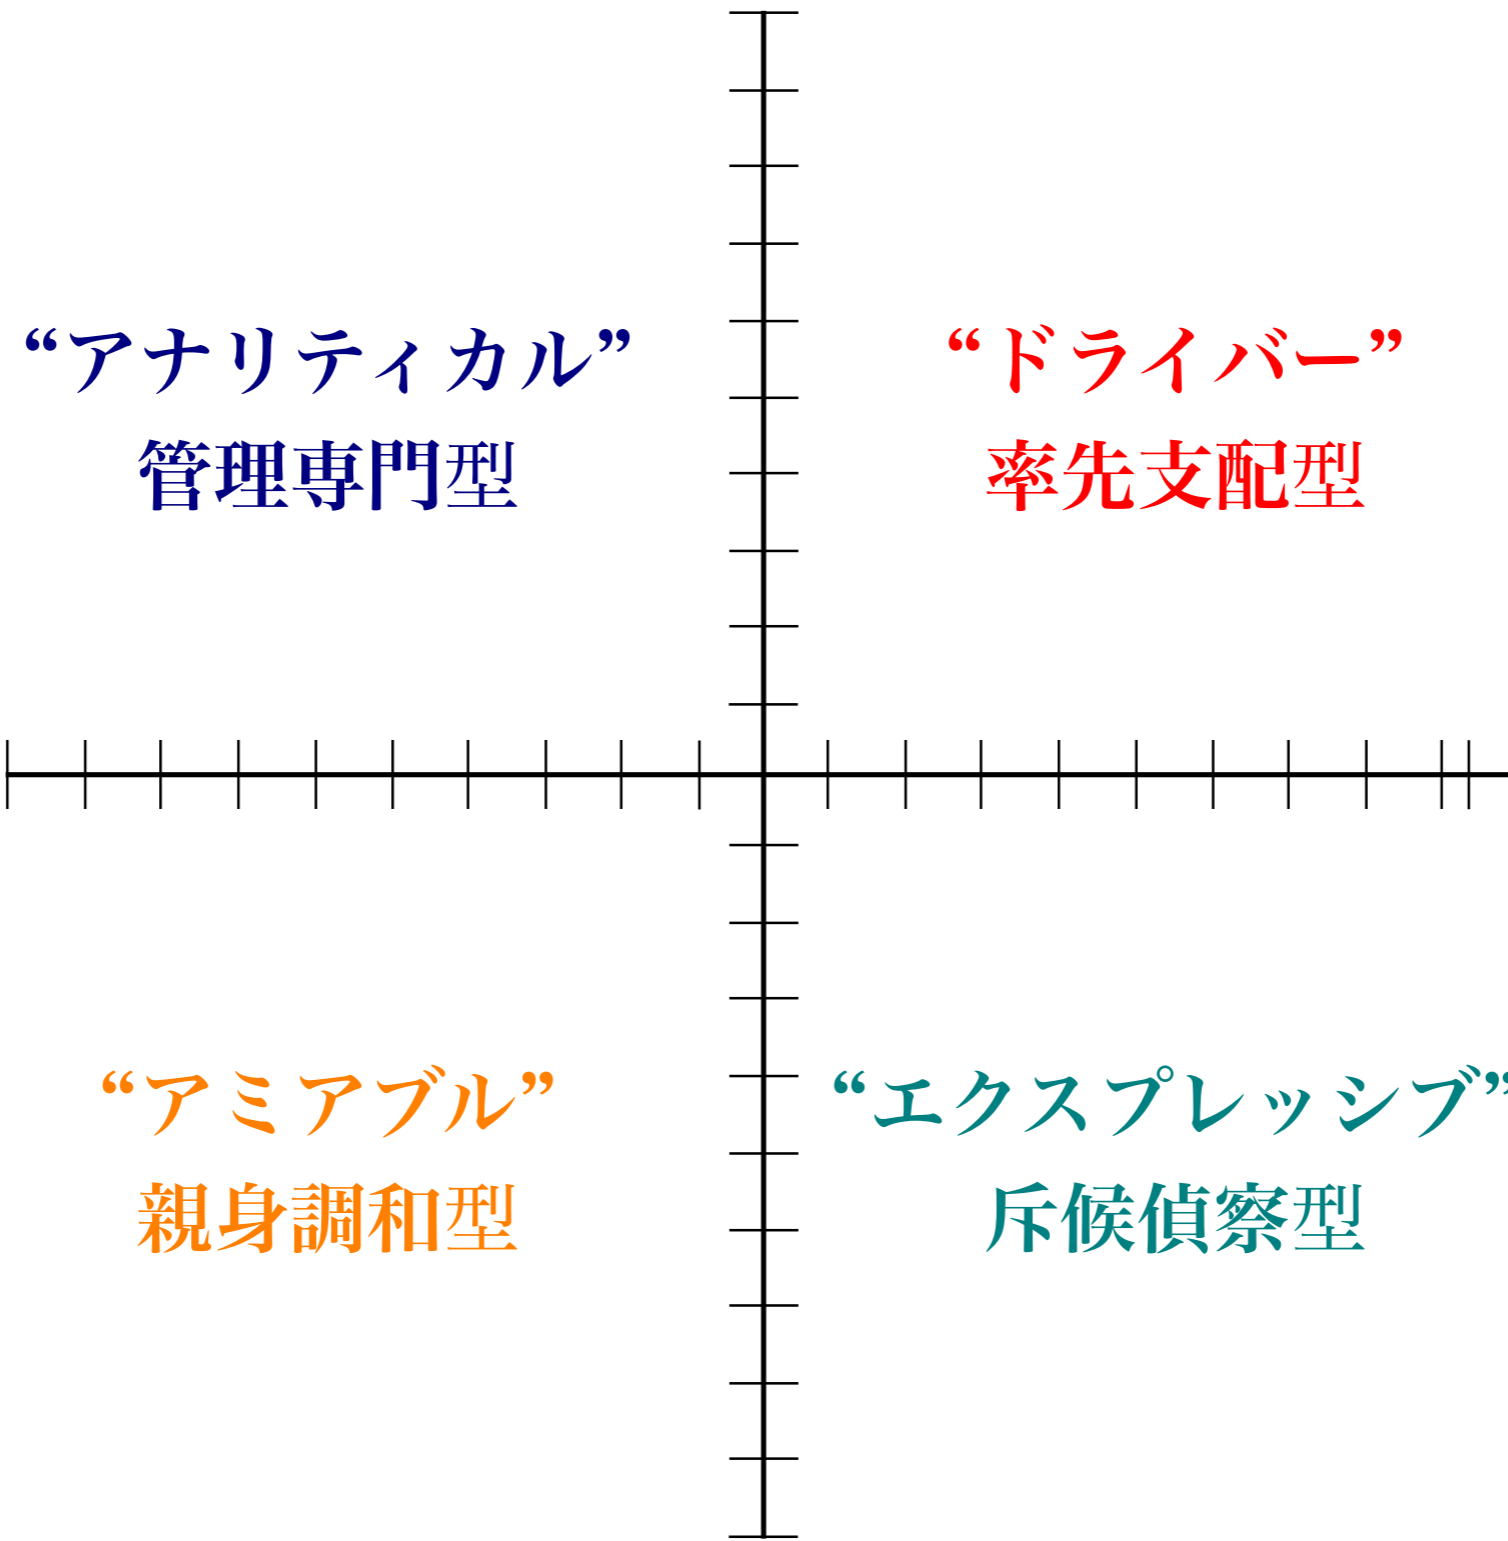 “アナリティカル”
管理専門型
“ドライバー”
率先支配型
“アミアブル”
親身調和型
“エクスプレッシブ”
斥候偵察型